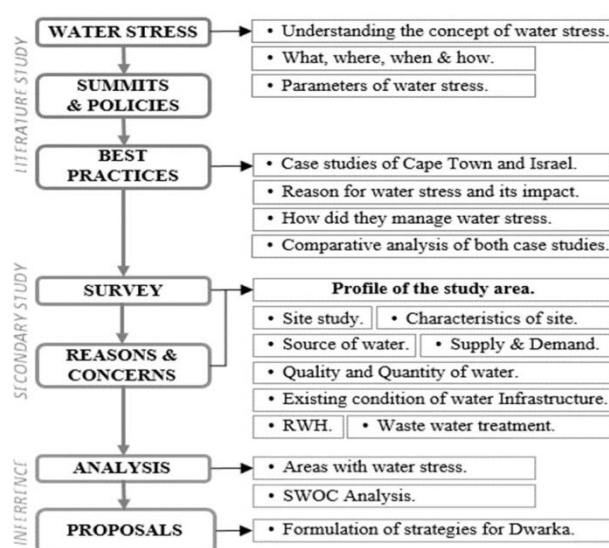 LITERATURE STUDY
WATER STRESS
• Understanding the concept of water stress.
• What, where, when & how.
• Parameters of water stress.
SUMMITS
& POLICIES
BEST
PRACTICES
• Case studies of Cape Town and Israel.
• Reason for water stress and its impact.
• How did they manage water stress.
• Comparative analysis of both case studies.
SECONDARY STUDY
SURVEY
REASONS &
CONCERNS
Profile of the study area.
• Site study.
• Characteristics of site.
• Source of water.
• Supply & Demand.
• Quality and Quantity of water.
• Existing condition of water Infrastructure.
• RWH.
• Waste water treatment.
INFERRENCE
ANALYSIS
• Areas with water stress.
• SWOC Analysis.
PROPOSALS
• Formulation of strategies for Dwarka.